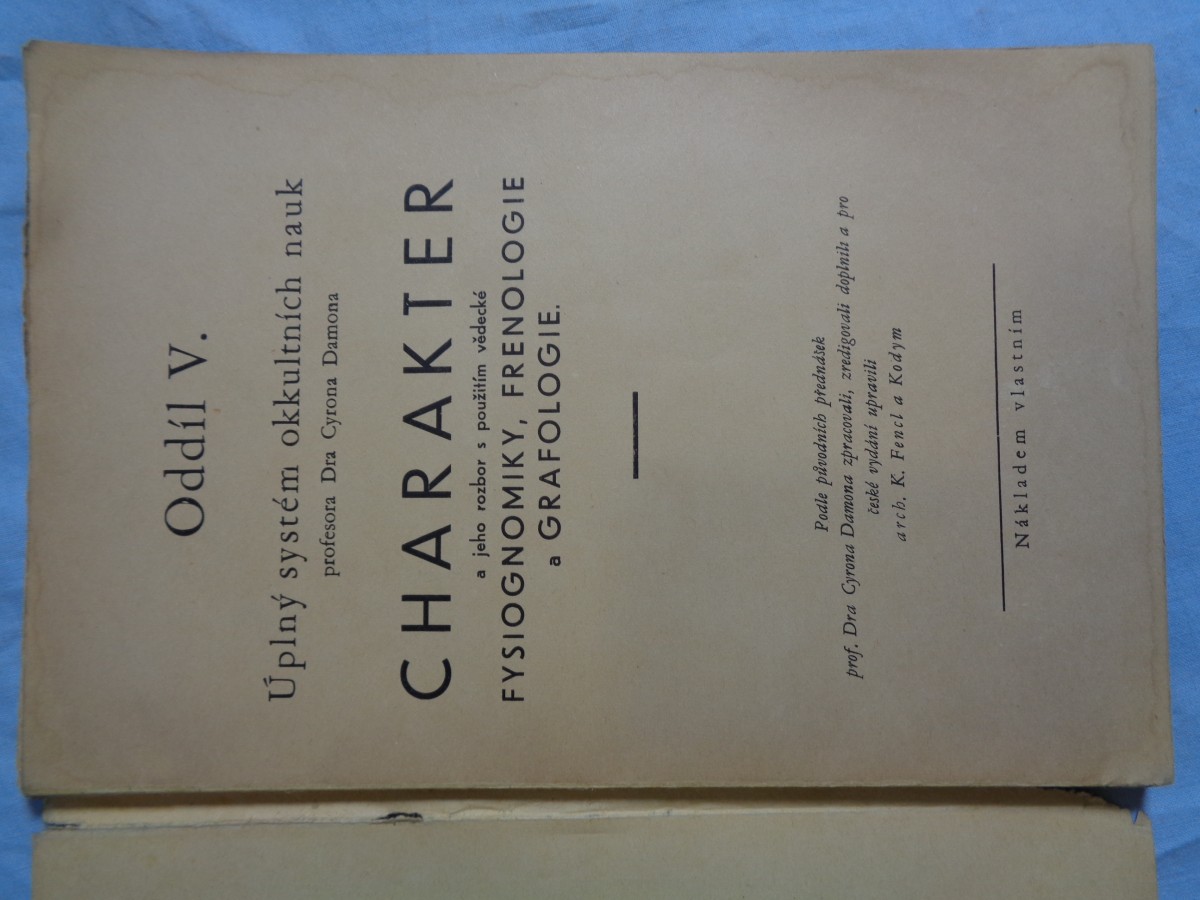 Oddíl V.
Úplný systém okkultních nauk
profesora Dra Cyrona Damona
CHARAKTER
a jeho rozbor s použitím vědecké
FYSIOGNOMIKY, FRENOLOGIE
a GRAFOLOGIE.
Podle původních přednášek
prof. Dra Cyrona Damona zpracovali, zredigovali doplnili a pro
české vydání upravili
arch. K. Fencl a Kodym
Nákladem vlastním